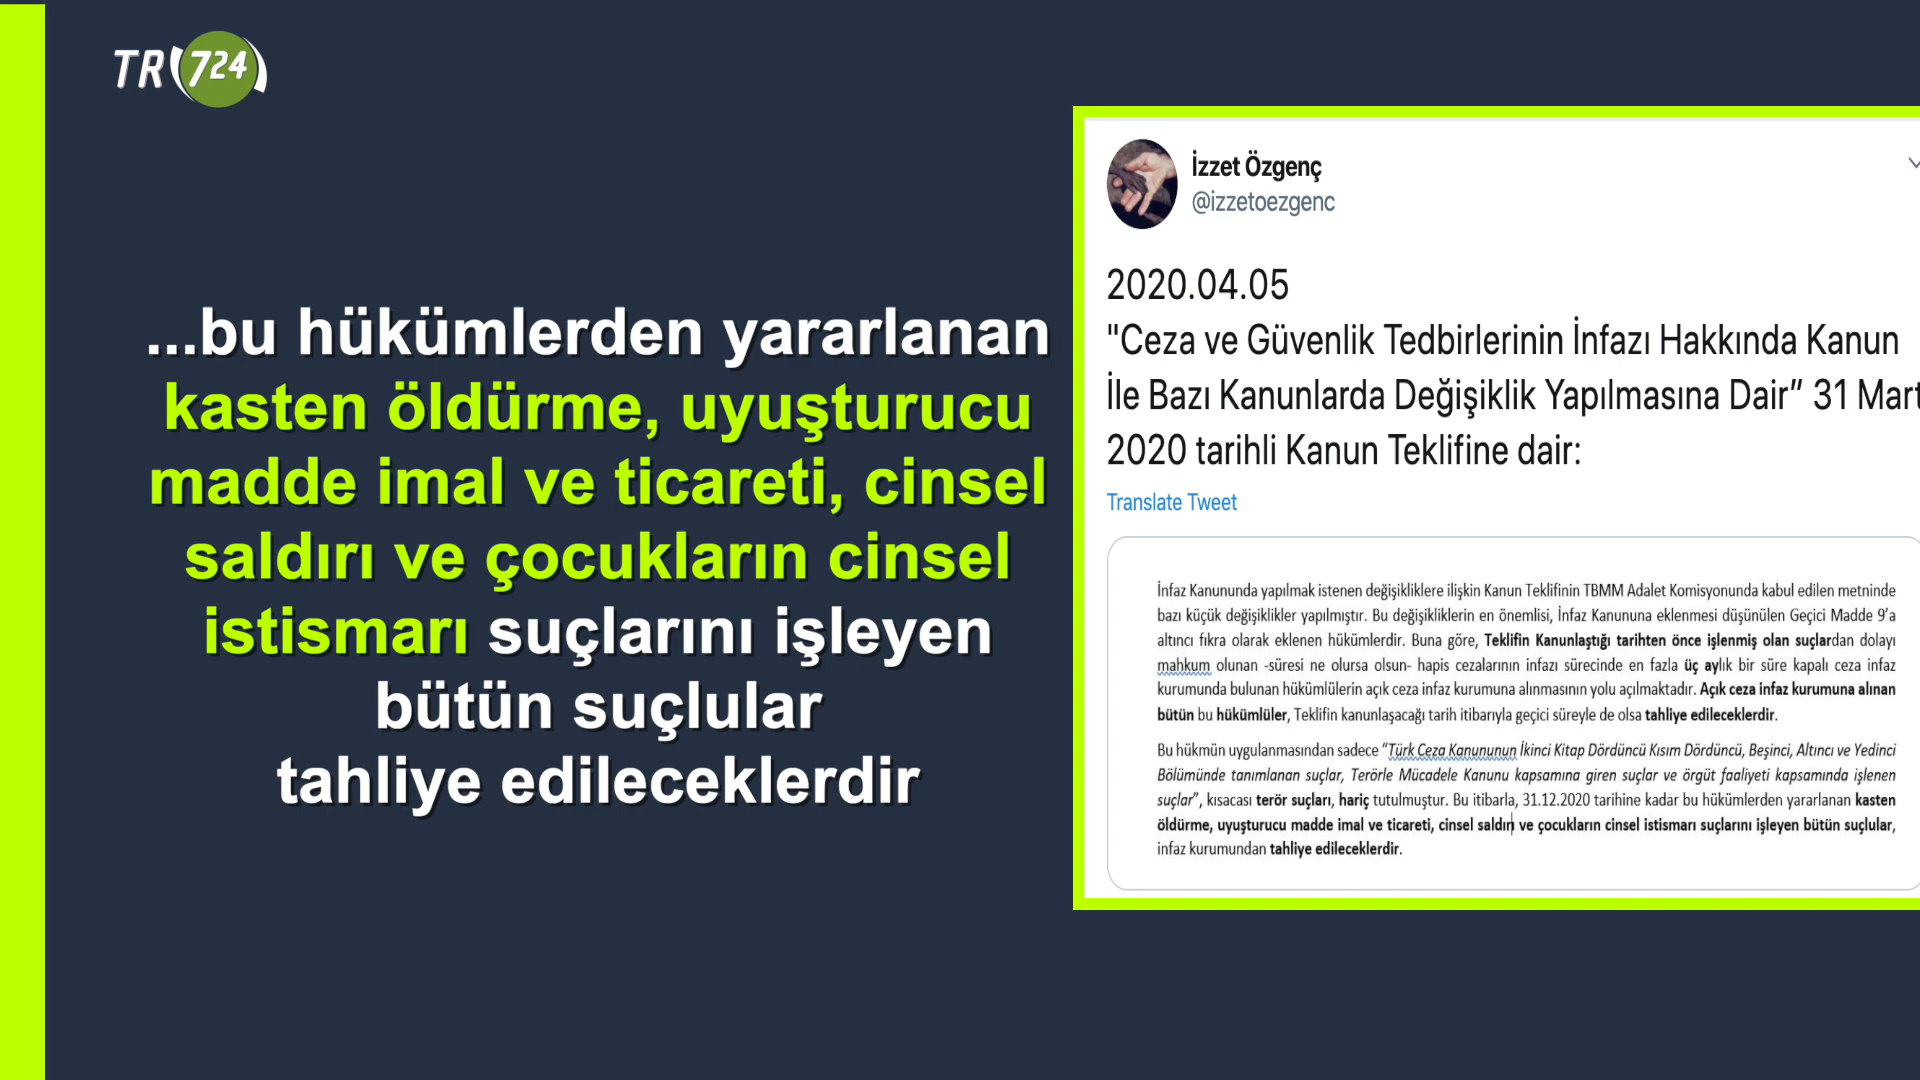 TR724
...bu hükümlerden yararlanan
kasten öldürme, uyuşturucu
madde imal ve ticareti, cinsel
saldırı ve çocukların cinsel
istismarı suçlarını işleyen
bütün suçlular
tahliye edileceklerdir
İzzet Özgenç
@izzetoezgenc
2020.04.05
"Ceza ve Güvenlik Tedbirlerinin İnfazı Hakkında Kanun
İle Bazı Kanunlarda Değişiklik Yapılmasına Dair” 31 Mart
2020 tarihli Kanun Teklifine dair:
Translate Tweet
İnfaz Kanununda yapılmak istenen değişikliklere ilişkin Kanun Teklifinin TBMM Adalet Komisyonunda kabul edilen metninde
bazı küçük değişiklikler yapılmıştır. Bu değişikliklerin en önemlisi, İnfaz Kanununa eklenmesi düşünülen Geçici Madde 9’a
altıncı fıkra olarak eklenen hükümlerdir. Buna göre, Teklifin Kanunlaştığı tarihten önce işlenmiş olan suçlardan dolayı
mahkum olunan -süresi ne olursa olsun- hapis cezalarının infazı sürecinde en fazla üç aylık bir süre kapalı ceza infaz
kurumunda bulunan hükümlülerin açık ceza infaz kurumuna alınmasının yolu açılmaktadır. Açık ceza infaz kurumuna alınan
bütün bu hükümlüler, Teklifin kanunlaşacağı tarih itibarıyla geçici süreyle de olsa tahliye edileceklerdir.
Bu hükmün uygulanmasından sadece “Türk Ceza Kanununun İkinci Kitap Dördüncü Kısım Dördüncü, Beşinci, Altıncı ve Yedinci
Bölümünde tanımlanan suçlar, Terörle Mücadele Kanunu kapsamına giren suçlar ve örgüt faaliyeti kapsamında işlenen
suçlar”, kısacası terör suçları, hariç tutulmuştur. Bu itibarla, 31.12.2020 tarihine kadar bu hükümlerden yararlanan kasten
öldürme, uyuşturucu madde imal ve ticareti, cinsel saldırı ve çocukların cinsel istismarı suçlarını işleyen bütün suçlular,
infaz kurumundan tahliye edileceklerdir.